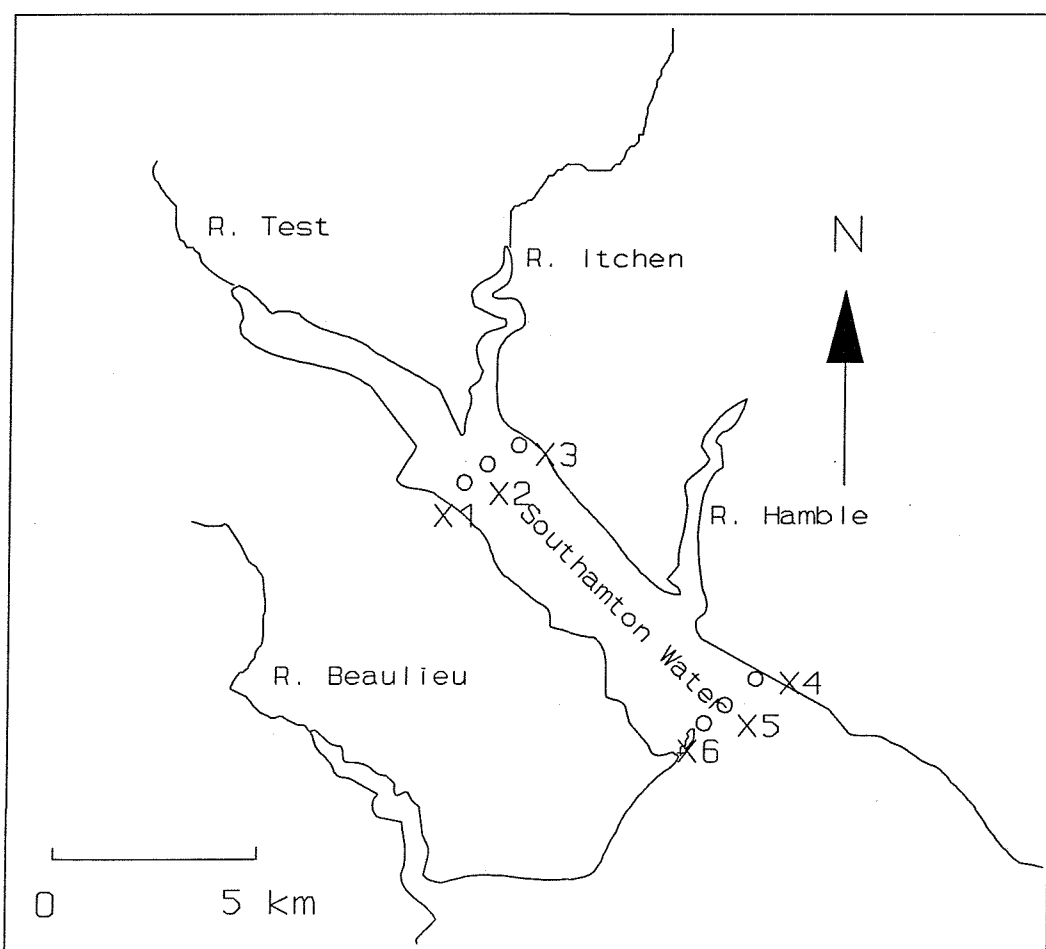 R. Test
R. Itchen
N
X3
X2
X1
R. Hamble
Southamton Water
R. Beaulieu
X4
X5
X6
0 5 km